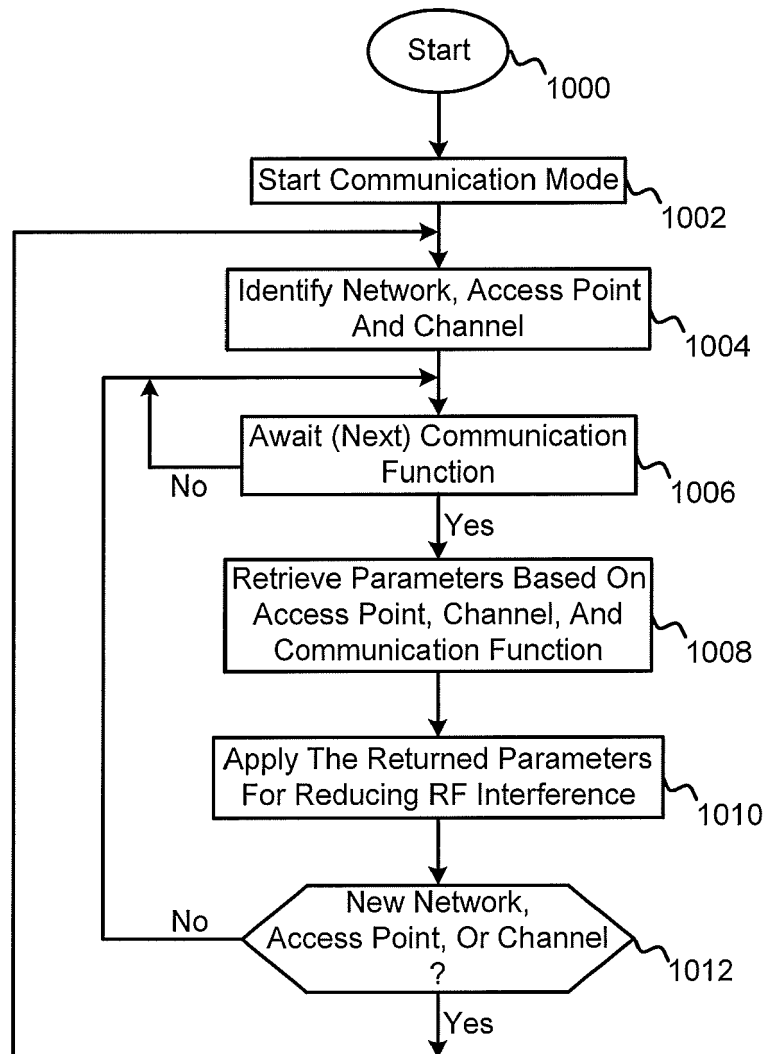 Start
1000
Start Communication Mode
1002
Identify Network, Access Point
And Channel
1004
Await (Next) Communication
Function
1006
No
Yes
Retrieve Parameters Based On
Access Point, Channel, And
Communication Function
1008
Apply The Returned Parameters
For Reducing RF Interference
1010
New Network,
Access Point, Or Channel
?
1012
No
Yes